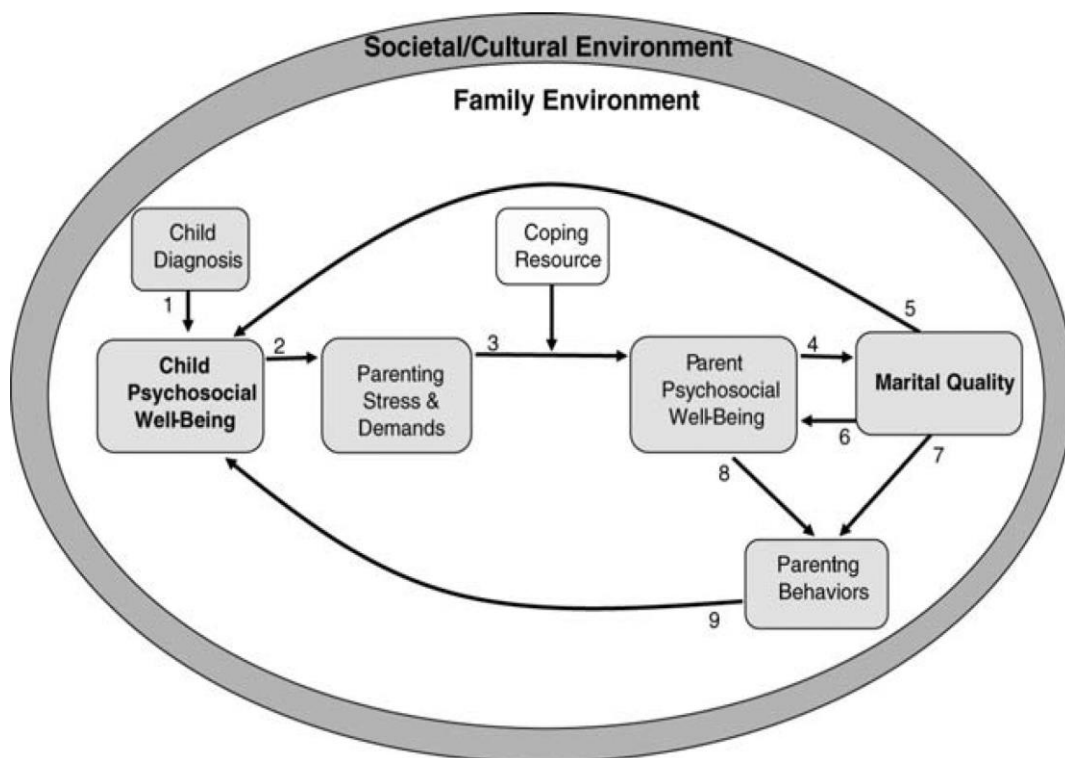 Societal/Cultural Environment
Family Environment
Child
Diagnosis
Coping
Resource
1
5
Child
Psychosocial
Well-Being
2
Parenting
Stress &
Demands
3
Parent
Psychosocial
Well-Being
4
Marital Quality
6
7
8
Parentng
Behaviors
9